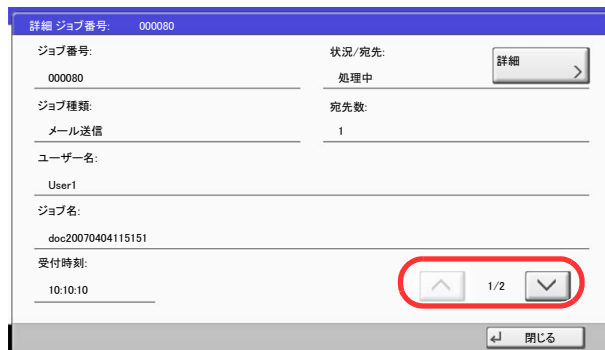 詳細 ジョブ番号: 000080
ジョブ番号:
000080
状況/宛先:
処理中
詳細
ジョブ種類:
メール送信
宛先数:
1
ユーザー名:
User1
ジョブ名:
doc20070404115151
受付時刻:
10:10:10
1/2
閉じる